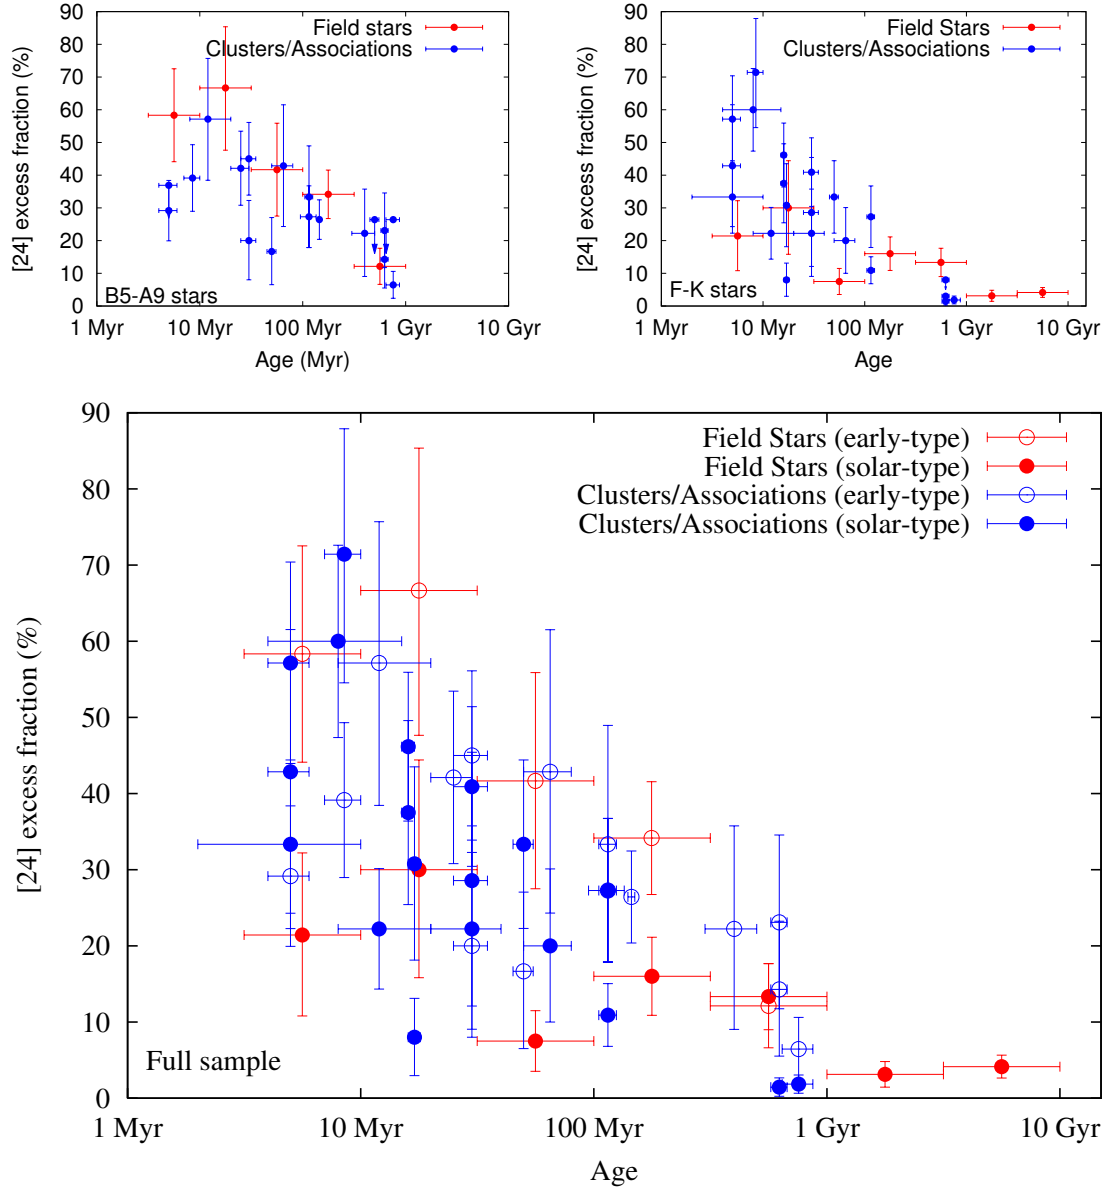 90
80
70
60
50
40
30
20
10
0
[24] excess fraction (%)
Field stars
Clusters/Associations
B5-A9 stars
1 Myr 10 Myr 100 Myr 1 Gyr 10 Gyr
Age (Myr)
90
80
70
60
50
40
30
20
10
0
[24] excess fraction (%)
Field Stars
Clusters/Associations
F-K stars
1 Myr 10 Myr 100 Myr 1 Gyr 10 Gyr
Age
90
80
70
60
50
40
30
20
10
0
[24] excess fraction (%)
Field Stars (early-type)
Field Stars (solar-type)
Clusters/Associations (early-type)
Clusters/Associations (solar-type)
Full sample
1 Myr 10 Myr 100 Myr 1 Gyr 10 Gyr
Age